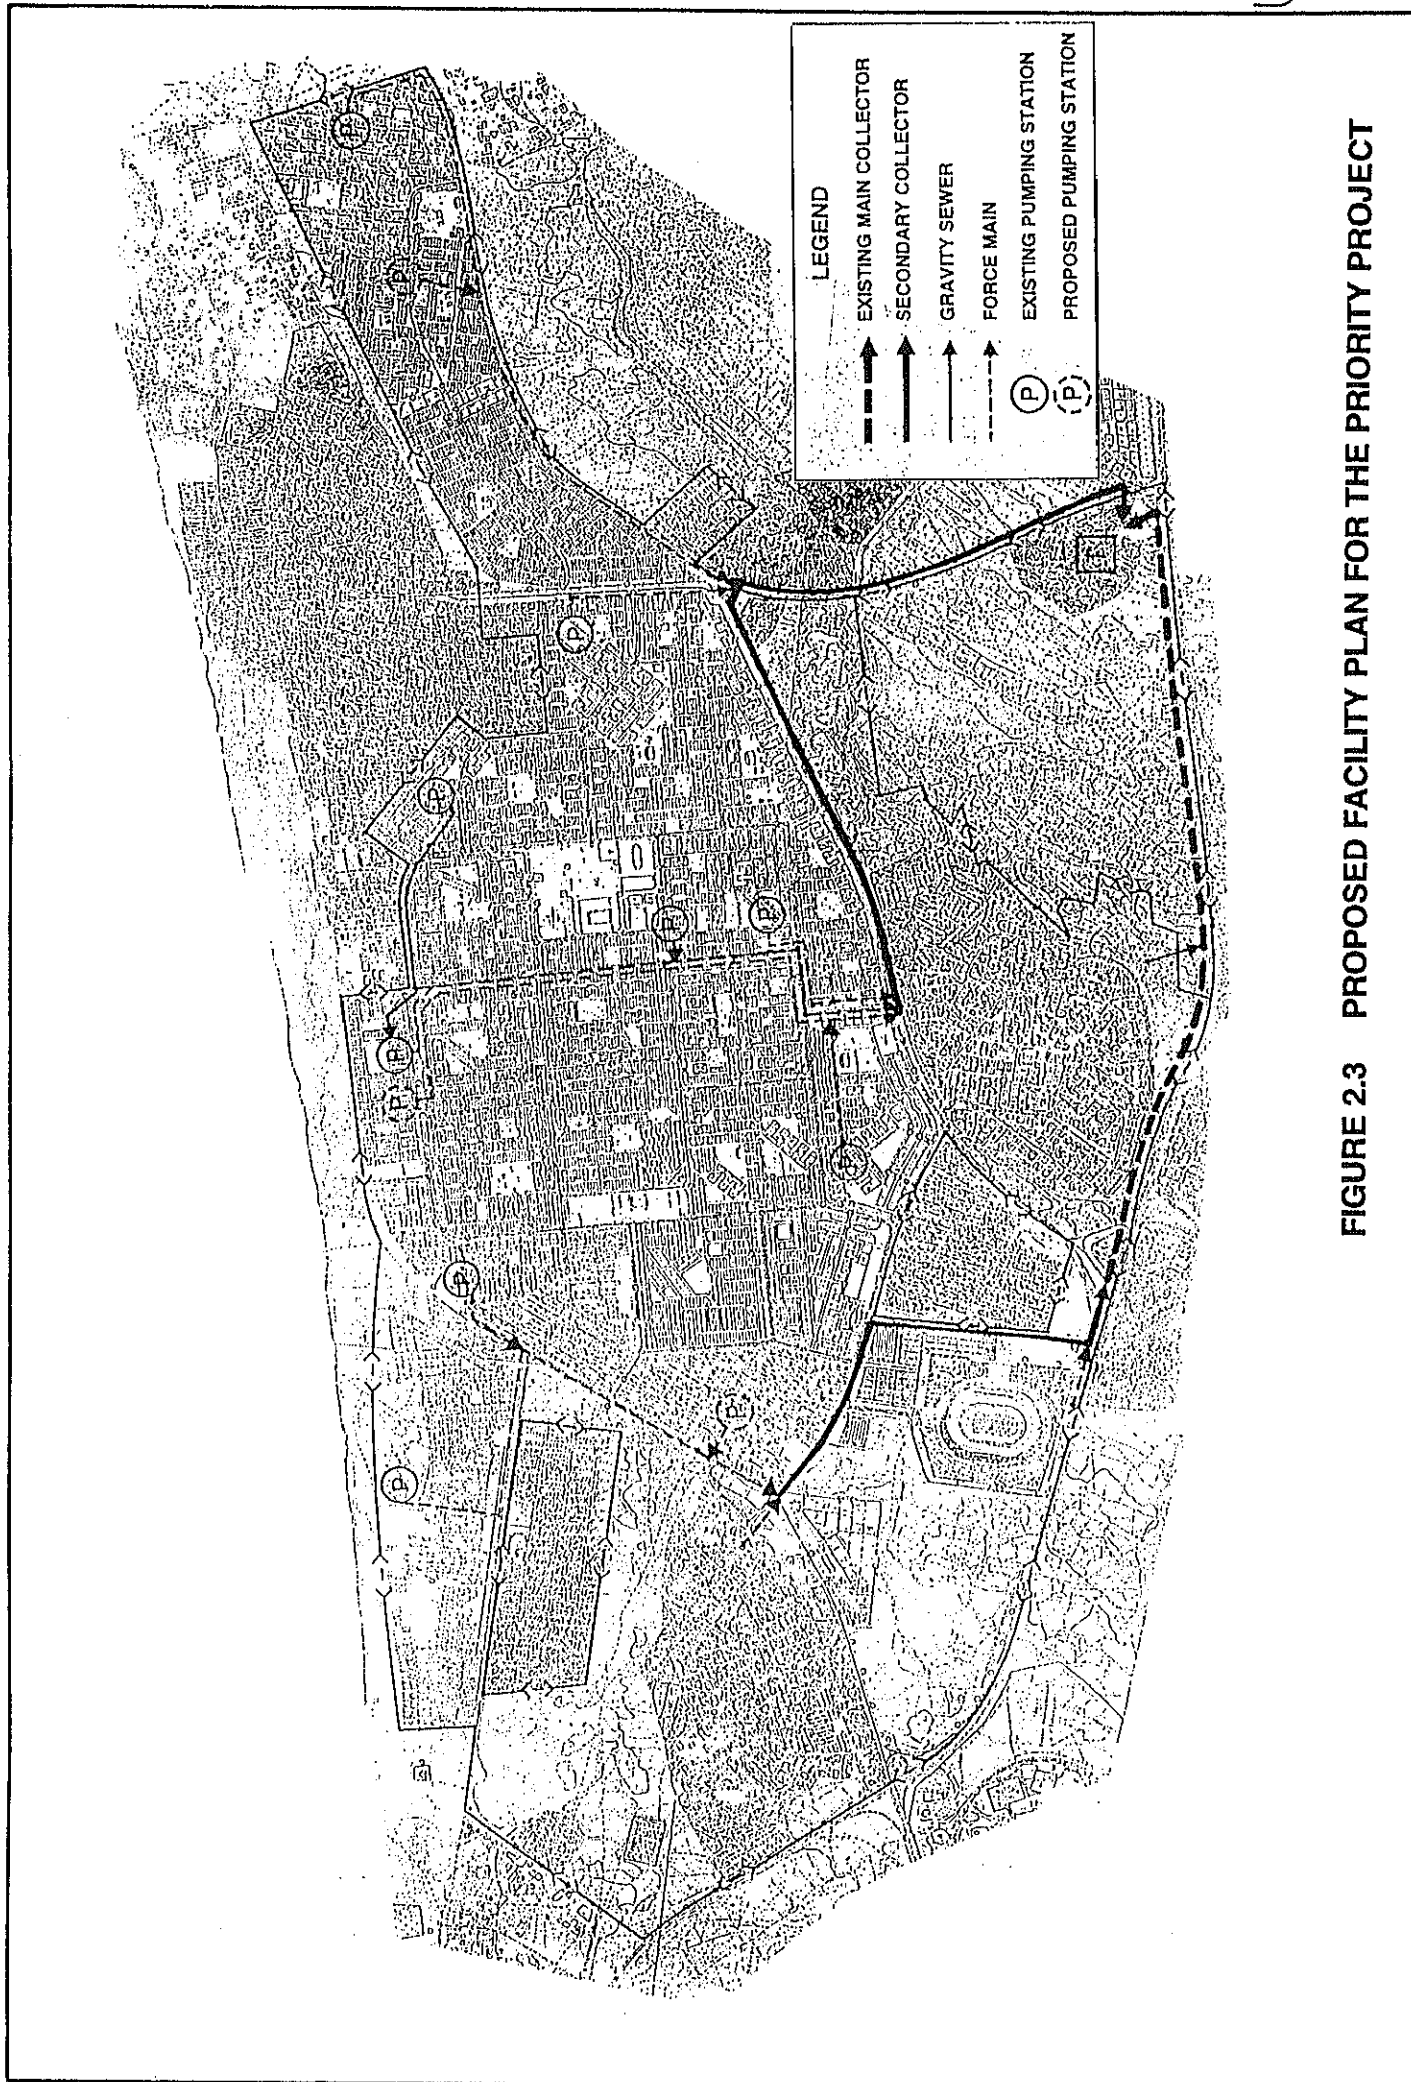 LEGEND
EXISTING MAIN COLLECTOR
SECONDARY COLLECTOR
GRAVITY SEWER
FORCE MAIN
P EXISTING PUMPING STATION
P PROPOSED PUMPING STATION
P
P
P
P
P
P
P
P
P
P
P
P
P
T
FIGURE 2.3 PROPOSED FACILITY PLAN FOR THE PRIORITY PROJECT